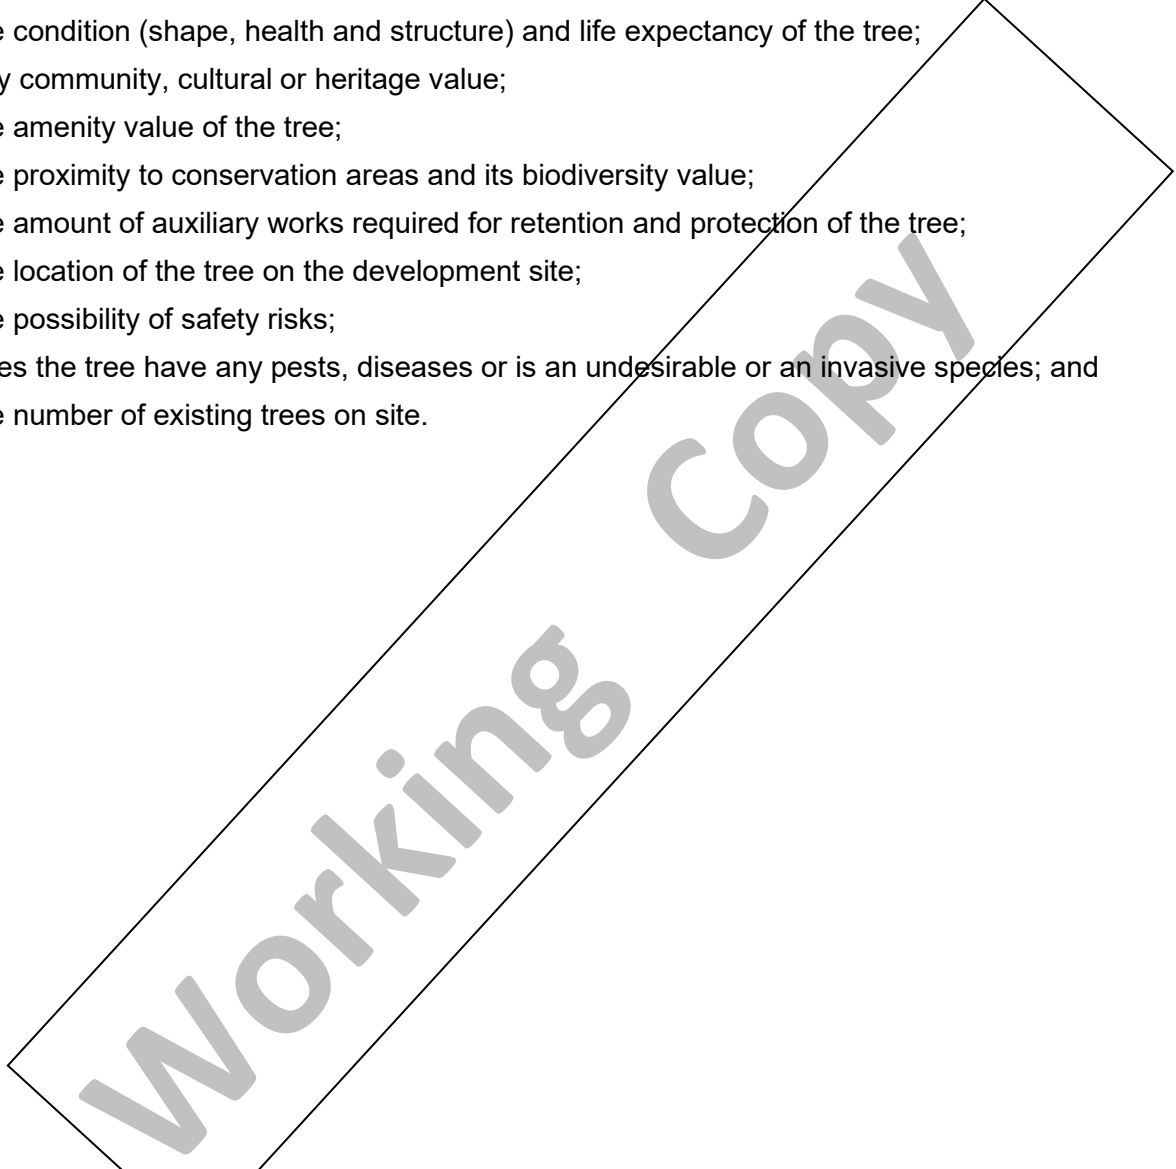 e condition (shape, health and structure) and life expectancy of the tree;
y community, cultural or heritage value;
e amenity value of the tree;
e proximity to conservation areas and its biodiversity value;
e amount of auxiliary works required for retention and protection of the tree;
e location of the tree on the development site;
e possibility of safety risks;
es the tree have any pests, diseases or is an undesirable or an invasive species; and
e number of existing trees on site.
Working Copy